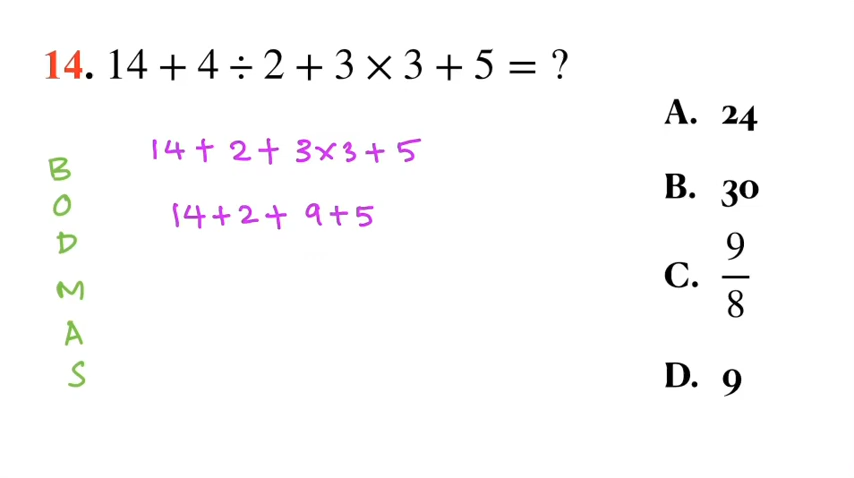 14. 14 + 4 ÷ 2 + 3 × 3 + 5 = ?
14 + 2 + 3 × 3 + 5
14 + 2 + 9 + 5
B
O
D
M
A
S
A. 24
B. 30
C. 9/8
D. 9